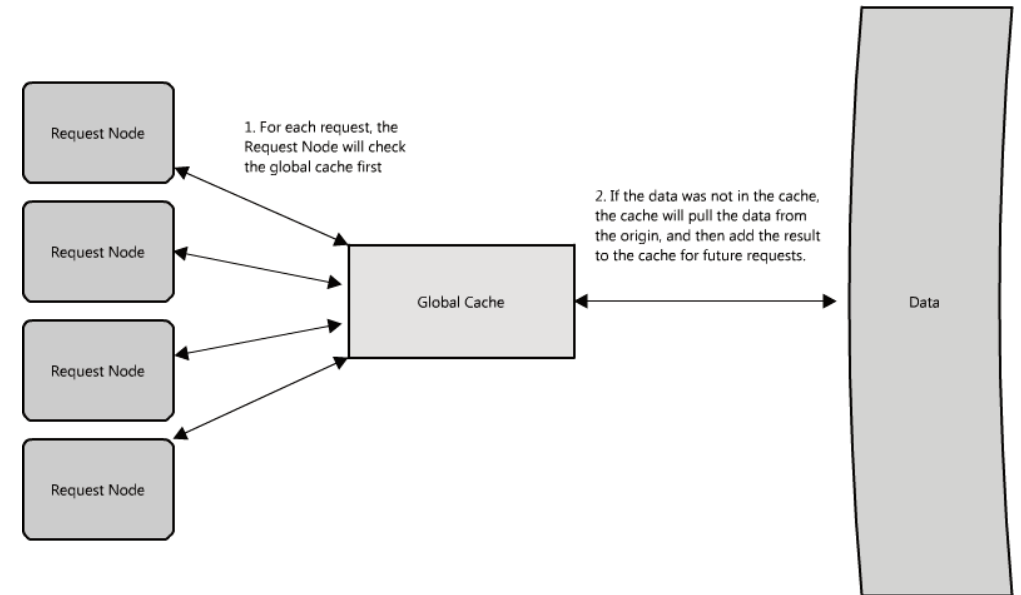 Request Node
1. For each request, the
Request Node will check
the global cache first
2. If the data was not in the cache,
the cache will pull the data from
the origin, and then add the result
to the cache for future requests.
Request Node
Global Cache
Data
Request Node
Request Node